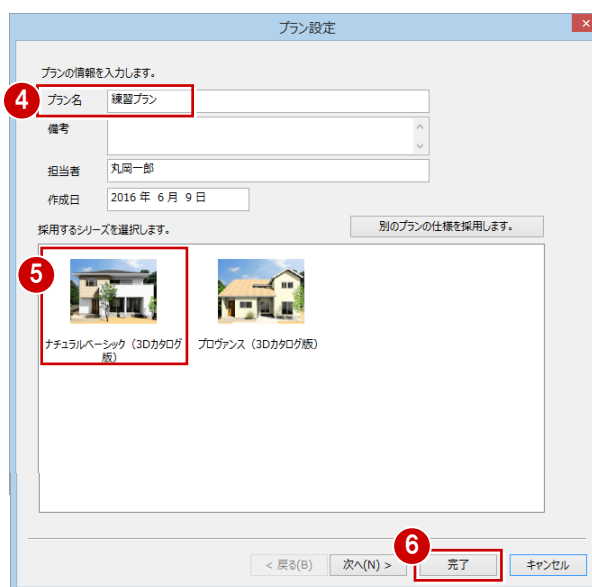 プラン設定
×
プランの情報を入力します。
4
プラン名 練習プラン
備考
担当者 丸岡一郎
作成日 2016 年 6 月 9 日
採用するシリーズを選択します。 別のプランの仕様を採用します。
5
ナチュラルベーシック（3Dカタログ
版）
プロヴァンス（3Dカタログ版）
6
< 戻る(B) 次へ(N) > 完了 キャンセル